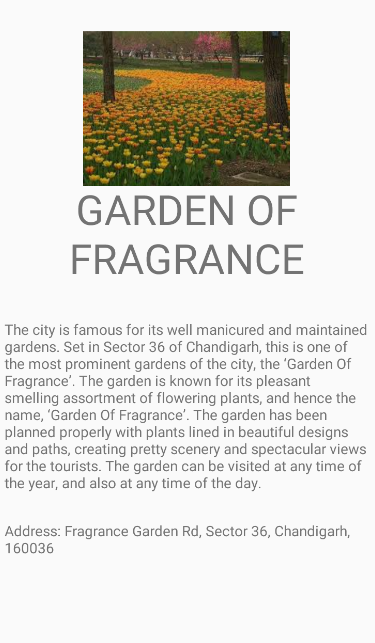 GARDEN OF
FRAGRANCE
The city is famous for its well manicured and maintained
gardens. Set in Sector 36 of Chandigarh, this is one of
the most prominent gardens of the city, the ‘Garden Of
Fragrance’. The garden is known for its pleasant
smelling assortment of flowering plants, and hence the
name, ‘Garden Of Fragrance’. The garden has been
planned properly with plants lined in beautiful designs
and paths, creating pretty scenery and spectacular views
for the tourists. The garden can be visited at any time of
the year, and also at any time of the day.
Address: Fragrance Garden Rd, Sector 36, Chandigarh,
160036